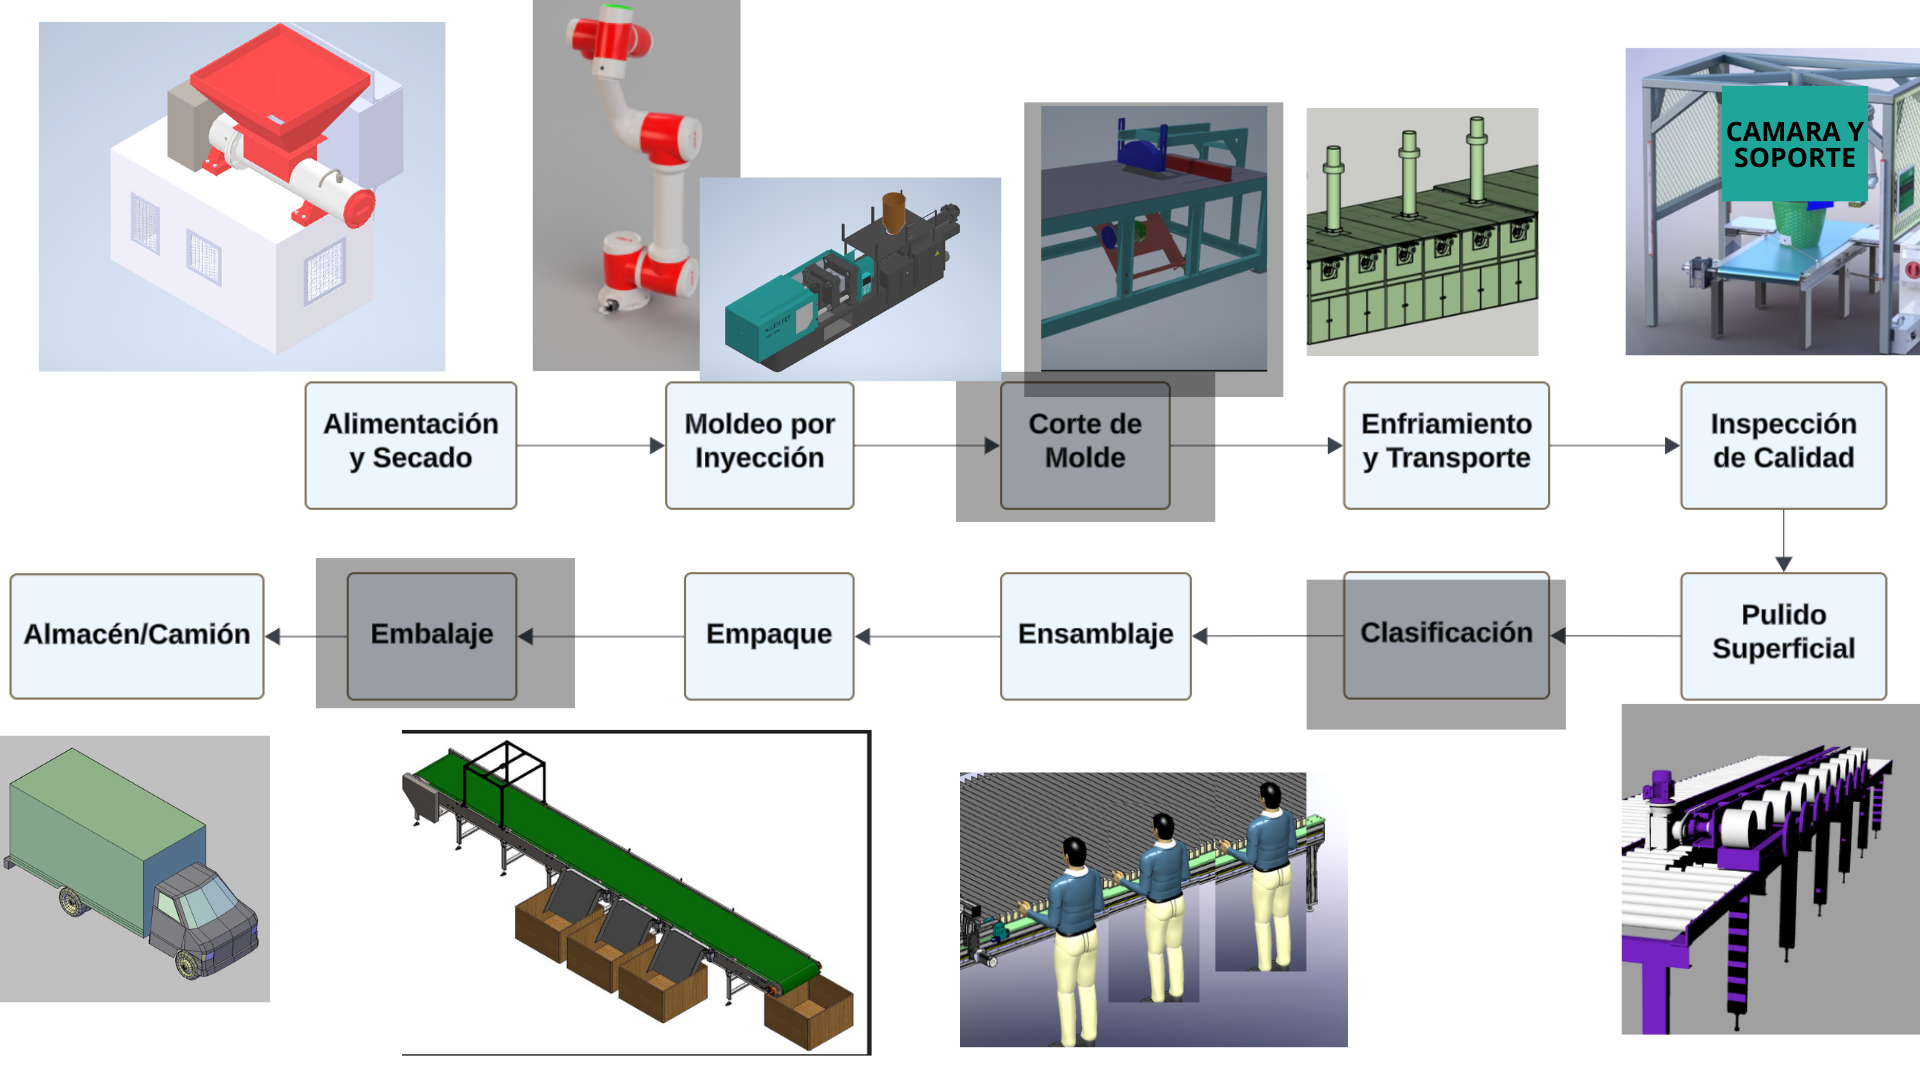 CAMARA Y
SOPORTE
Alimentación
y Secado
Moldeo por
Inyección
Corte de
Molde
Enfriamiento
y Transporte
Inspección
de Calidad
Almacén/Camión
Embalaje
Empaque
Ensamblaje
Clasificación
Pulido
Superficial